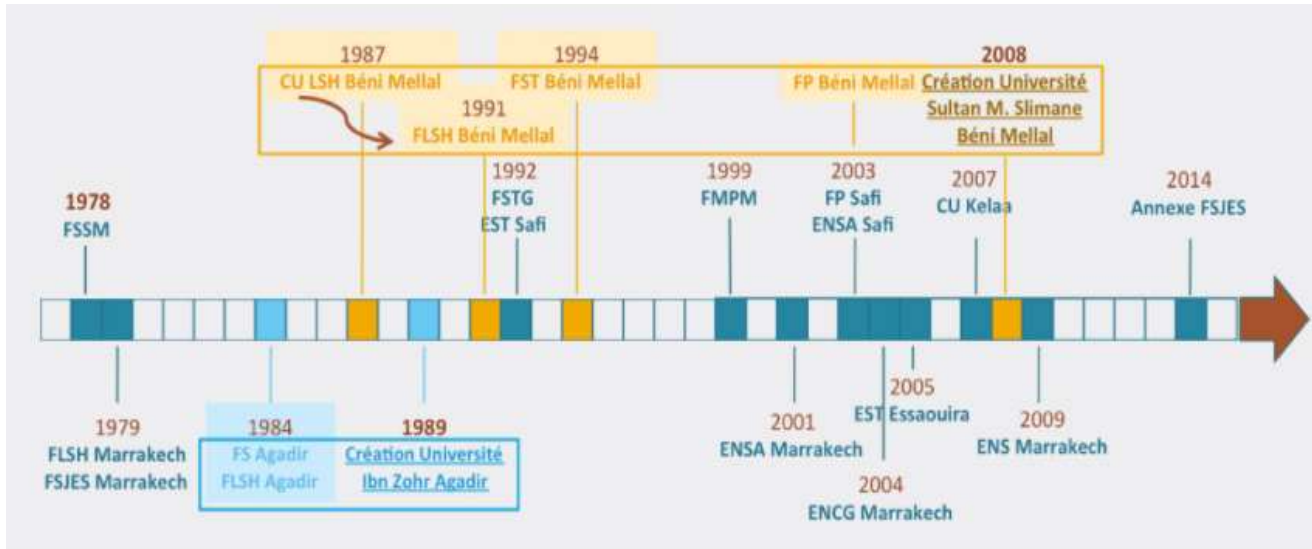 1987
CU LSH Béni Mellal
1991
FLSH Béni Mellal
1994
FST Béni Mellal
FP Béni Mellal
2008
Création Université
Sultan M. Slimane
Béni Mellal
1978
FSSM
1992
FSTG
EST Safi
1999
FMPM
2003
FP Safi
ENSA Safi
2007
CU Kelaa
2014
Annexe FSJES
1979
FLSH Marrakech
FSJES Marrakech
1984
FS Agadir
FLSH Agadir
1989
Création Université
Ibn Zohr Agadir
2001
ENSA Marrakech
2004
ENCG Marrakech
2005
EST Essaouira
2009
ENS Marrakech